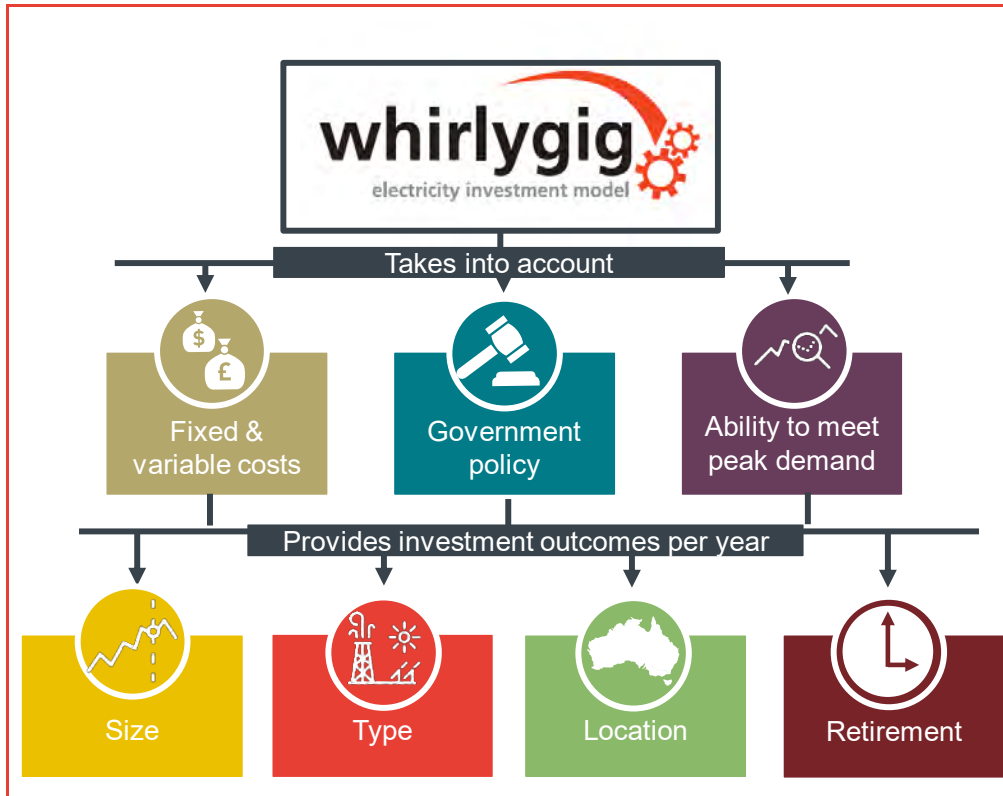 whirlygig
electricity investment model
Takes into account
$
£
Fixed &
variable costs
Government
policy
Ability to meet
peak demand
Provides investment outcomes per year
Size
Type
Location
Retirement